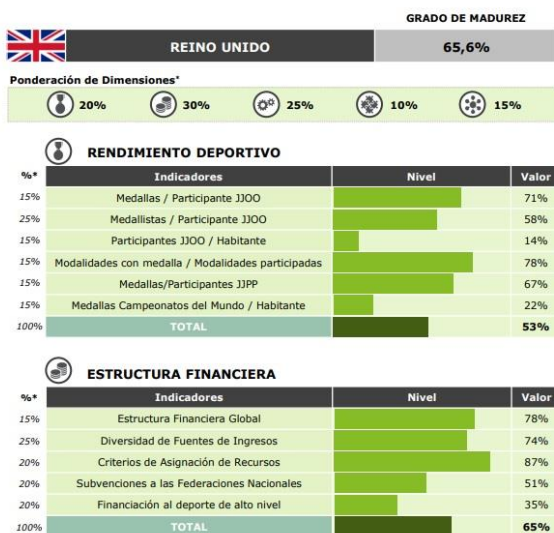 GRADO DE MADUREZ
REINO UNIDO 65,6%
Ponderación de Dimensiones*
20% 30% 25% 10% 15%
RENDIMIENTO DEPORTIVO
%* Indicadores Nivel Valor
15% Medallas / Participante JJOO 71%
25% Medallistas / Participante JJOO 58%
15% Participantes JJOO / Habitante 14%
15% Modalidades con medalla / Modalidades participadas 78%
15% Medallas/Participantes JJPP 67%
15% Medallas Campeonatos del Mundo / Habitante 22%
100% TOTAL 53%
ESTRUCTURA FINANCIERA
%* Indicadores Nivel Valor
15% Estructura Financiera Global 78%
25% Diversidad de Fuentes de Ingresos 74%
20% Criterios de Asignación de Recursos 87%
20% Subvenciones a las Federaciones Nacionales 51%
20% Financiación al deporte de alto nivel 35%
100% TOTAL 65%